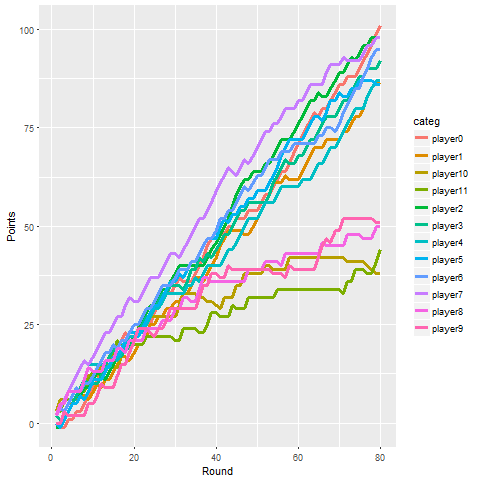 100
75
50
25
0
0
20
40
60
80
Round
Points
categ
player0
player1
player10
player11
player2
player3
player4
player5
player6
player7
player8
player9